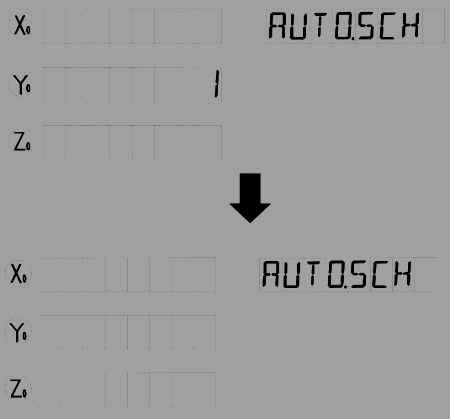 X₀ AUTO.SCH
Y₀ 1
Z₀
X₀ AUTO.SCH
Y₀
Z₀